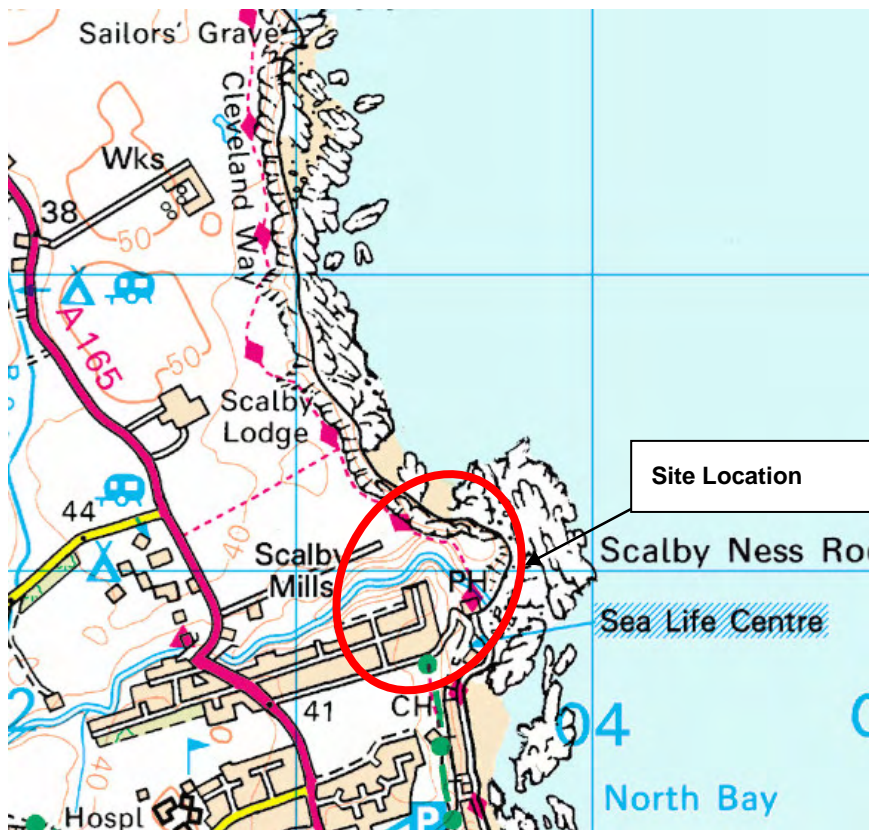 Sailors' Grave
Cleveland Way
Wks
38
50
A 165
50
Scalby
Lodge
Site Location
44
40
Scalby
Mills
PH
Scalby Ness Ro
Sea Life Centre
2
41
CH
04
0
40
North Bay
Hospl
P